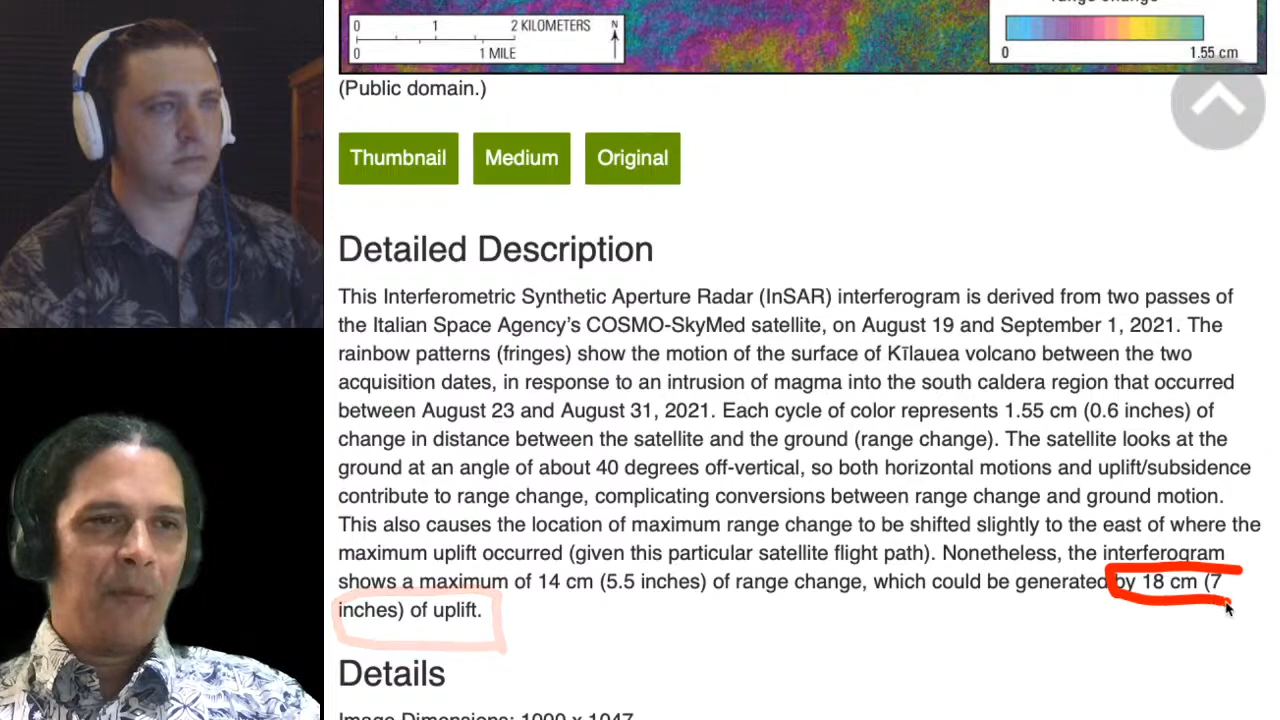 range change
0 1 2 KILOMETERS N
0 1 MILE
0 1.55 cm
(Public domain.)
Thumbnail Medium Original
Detailed Description
This Interferometric Synthetic Aperture Radar (InSAR) interferogram is derived from two passes of
the Italian Space Agency’s COSMO-SkyMed satellite, on August 19 and September 1, 2021. The
rainbow patterns (fringes) show the motion of the surface of Kīlauea volcano between the two
acquisition dates, in response to an intrusion of magma into the south caldera region that occurred
between August 23 and August 31, 2021. Each cycle of color represents 1.55 cm (0.6 inches) of
change in distance between the satellite and the ground (range change). The satellite looks at the
ground at an angle of about 40 degrees off-vertical, so both horizontal motions and uplift/subsidence
contribute to range change, complicating conversions between range change and ground motion.
This also causes the location of maximum range change to be shifted slightly to the east of where the
maximum uplift occurred (given this particular satellite flight path). Nonetheless, the interferogram
shows a maximum of 14 cm (5.5 inches) of range change, which could be generated by 18 cm (7
inches) of uplift.
Details
Image Dimensions: 1000 x 1047